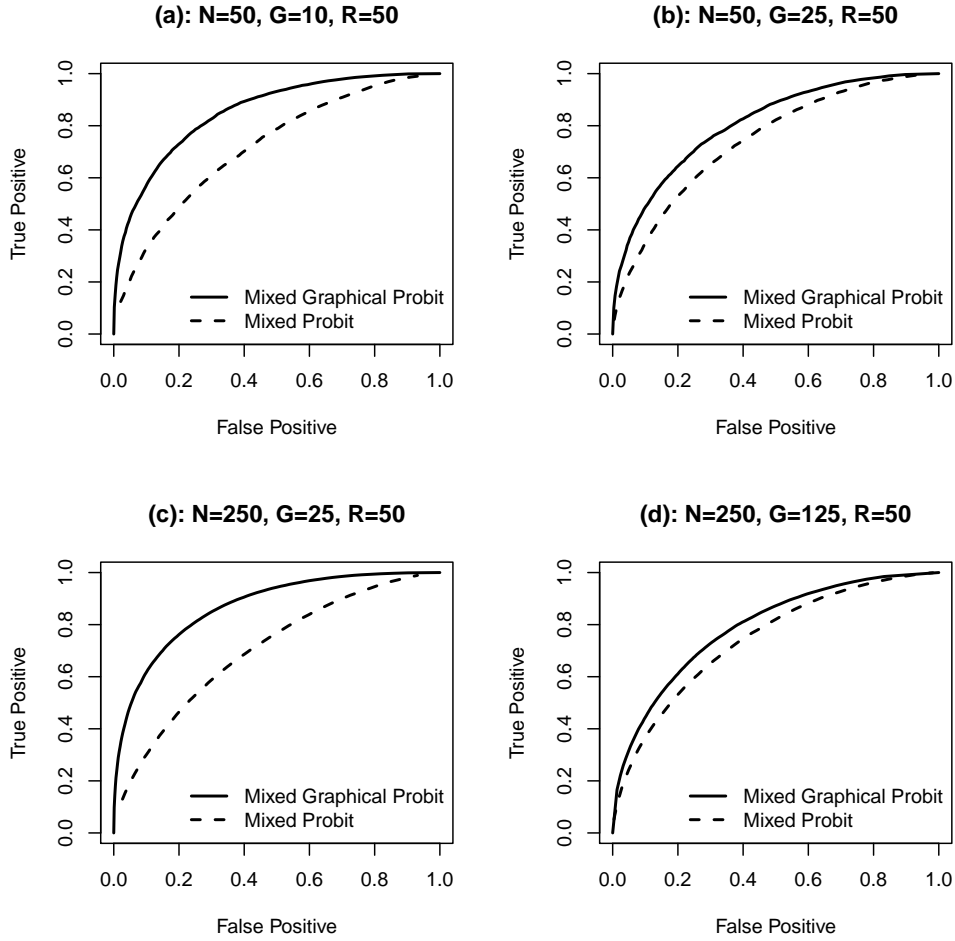 (a): N=50, G=10, R=50
True Positive
1.0
0.8
0.6
0.4
0.2
0.0
Mixed Graphical Probit
Mixed Probit
0.0 0.2 0.4 0.6 0.8 1.0
False Positive
(b): N=50, G=25, R=50
True Positive
1.0
0.8
0.6
0.4
0.2
0.0
Mixed Graphical Probit
Mixed Probit
0.0 0.2 0.4 0.6 0.8 1.0
False Positive
(c): N=250, G=25, R=50
True Positive
1.0
0.8
0.6
0.4
0.2
0.0
Mixed Graphical Probit
Mixed Probit
0.0 0.2 0.4 0.6 0.8 1.0
False Positive
(d): N=250, G=125, R=50
True Positive
1.0
0.8
0.6
0.4
0.2
0.0
Mixed Graphical Probit
Mixed Probit
0.0 0.2 0.4 0.6 0.8 1.0
False Positive